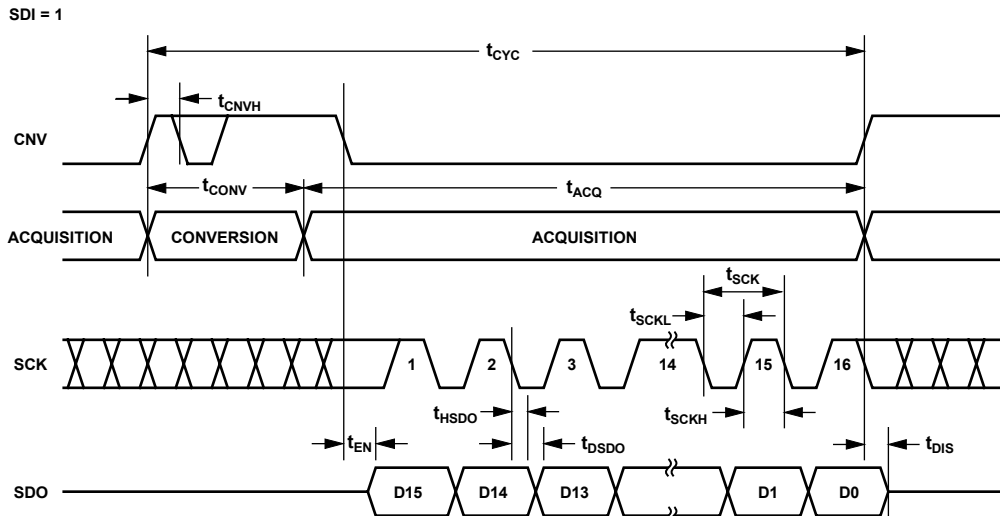 SDI = 1
tCYC
tCNVH
CNV
tCONV
tACQ
ACQUISITION CONVERSION ACQUISITION
tSCK
tSCKL
SCK 1 2 3 14 15 16
tHSDO tSCKH
tEN tDSDO tDIS
SDO D15 D14 D13 D1 D0